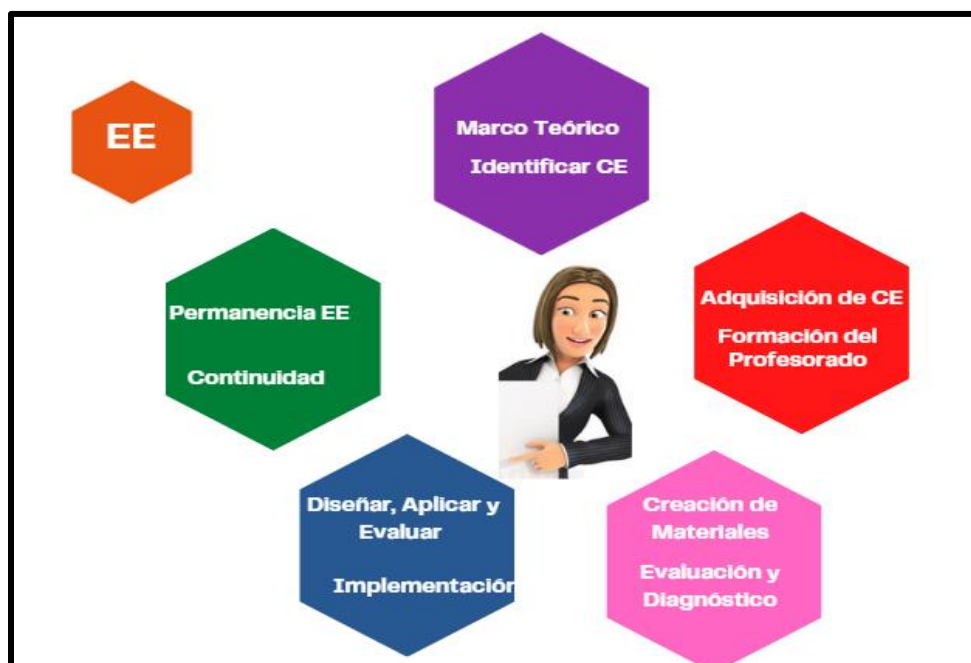 EE
Marco Teórico
Identificar CE
Adquisición de CE
Formación del
Profesorado
Creación de
Materiales
Evaluación y
Diagnóstico
Diseñar, Aplicar y
Evaluar
Implementación
Permanencia EE
Continuidad